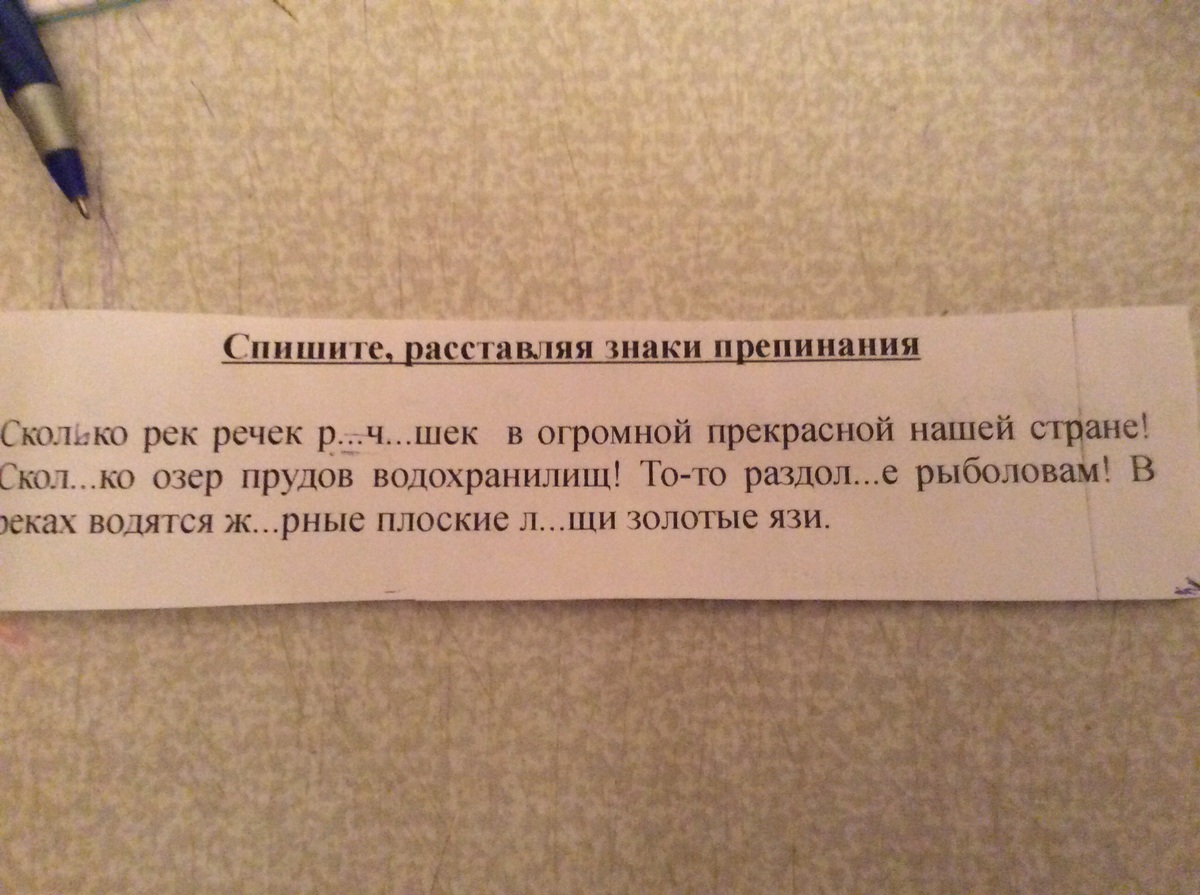 Спишите, расставляя знаки препинания
Сколько рек речек р...ч...шек в огромной прекрасной нашей стране!
Скол...ко озер прудов водохранилищ! То-то раздол...е рыболовам! В
реках водятся ж...рные плоские л...щи золотые язи.